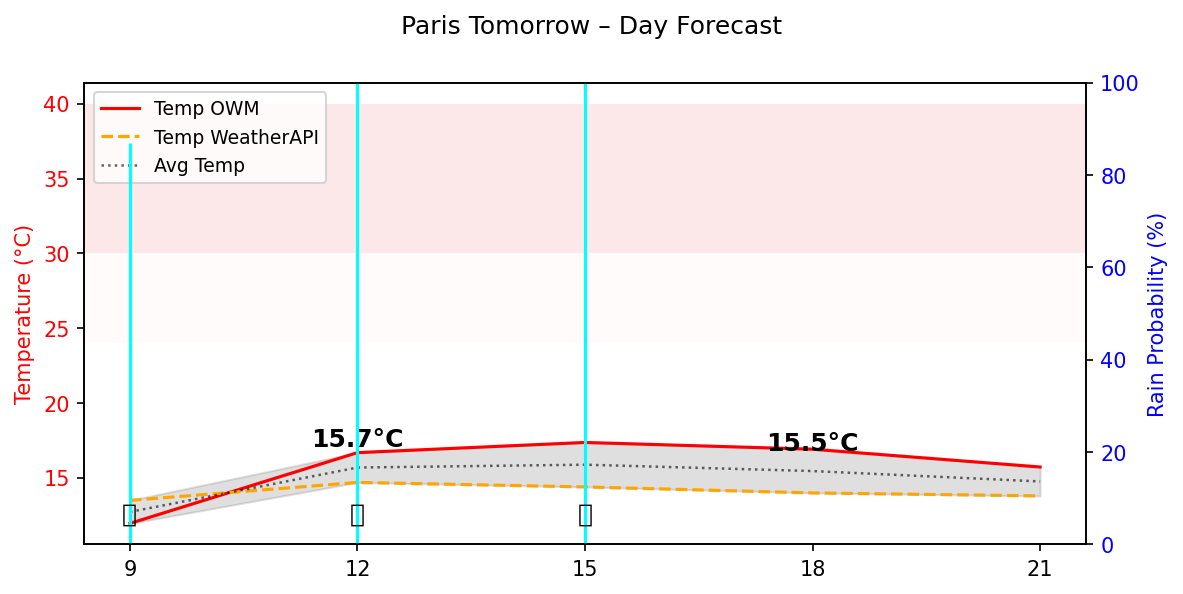 Paris Tomorrow – Day Forecast
Temp OWM
Temp WeatherAPI
Avg Temp
Temperature (°C)
40
35
30
25
20
15
100
80
60
40
20
0
Rain Probability (%)
15.7°C
15.5°C
9
12
15
18
21